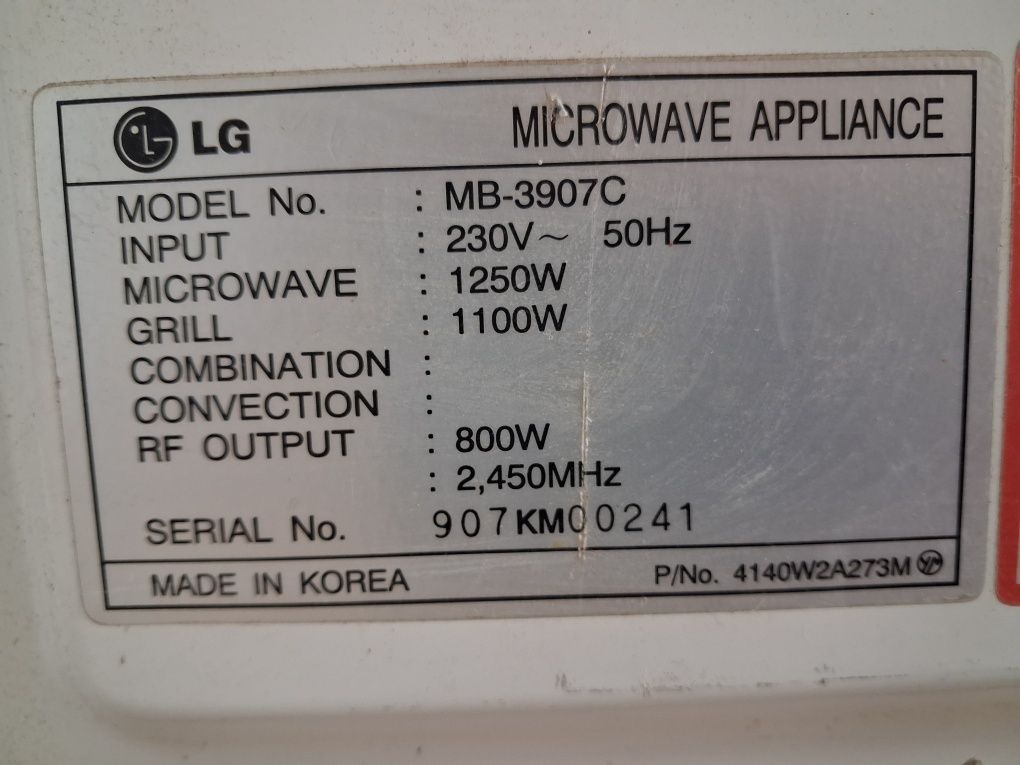 LG MICROWAVE APPLIANCE
MODEL No. : MB-3907C
INPUT : 230V~ 50Hz
MICROWAVE : 1250W
GRILL : 1100W
COMBINATION :
CONVECTION :
RF OUTPUT : 800W
: 2,450MHz
SERIAL No. 907KM00241
MADE IN KOREA P/No. 4140W2A273M